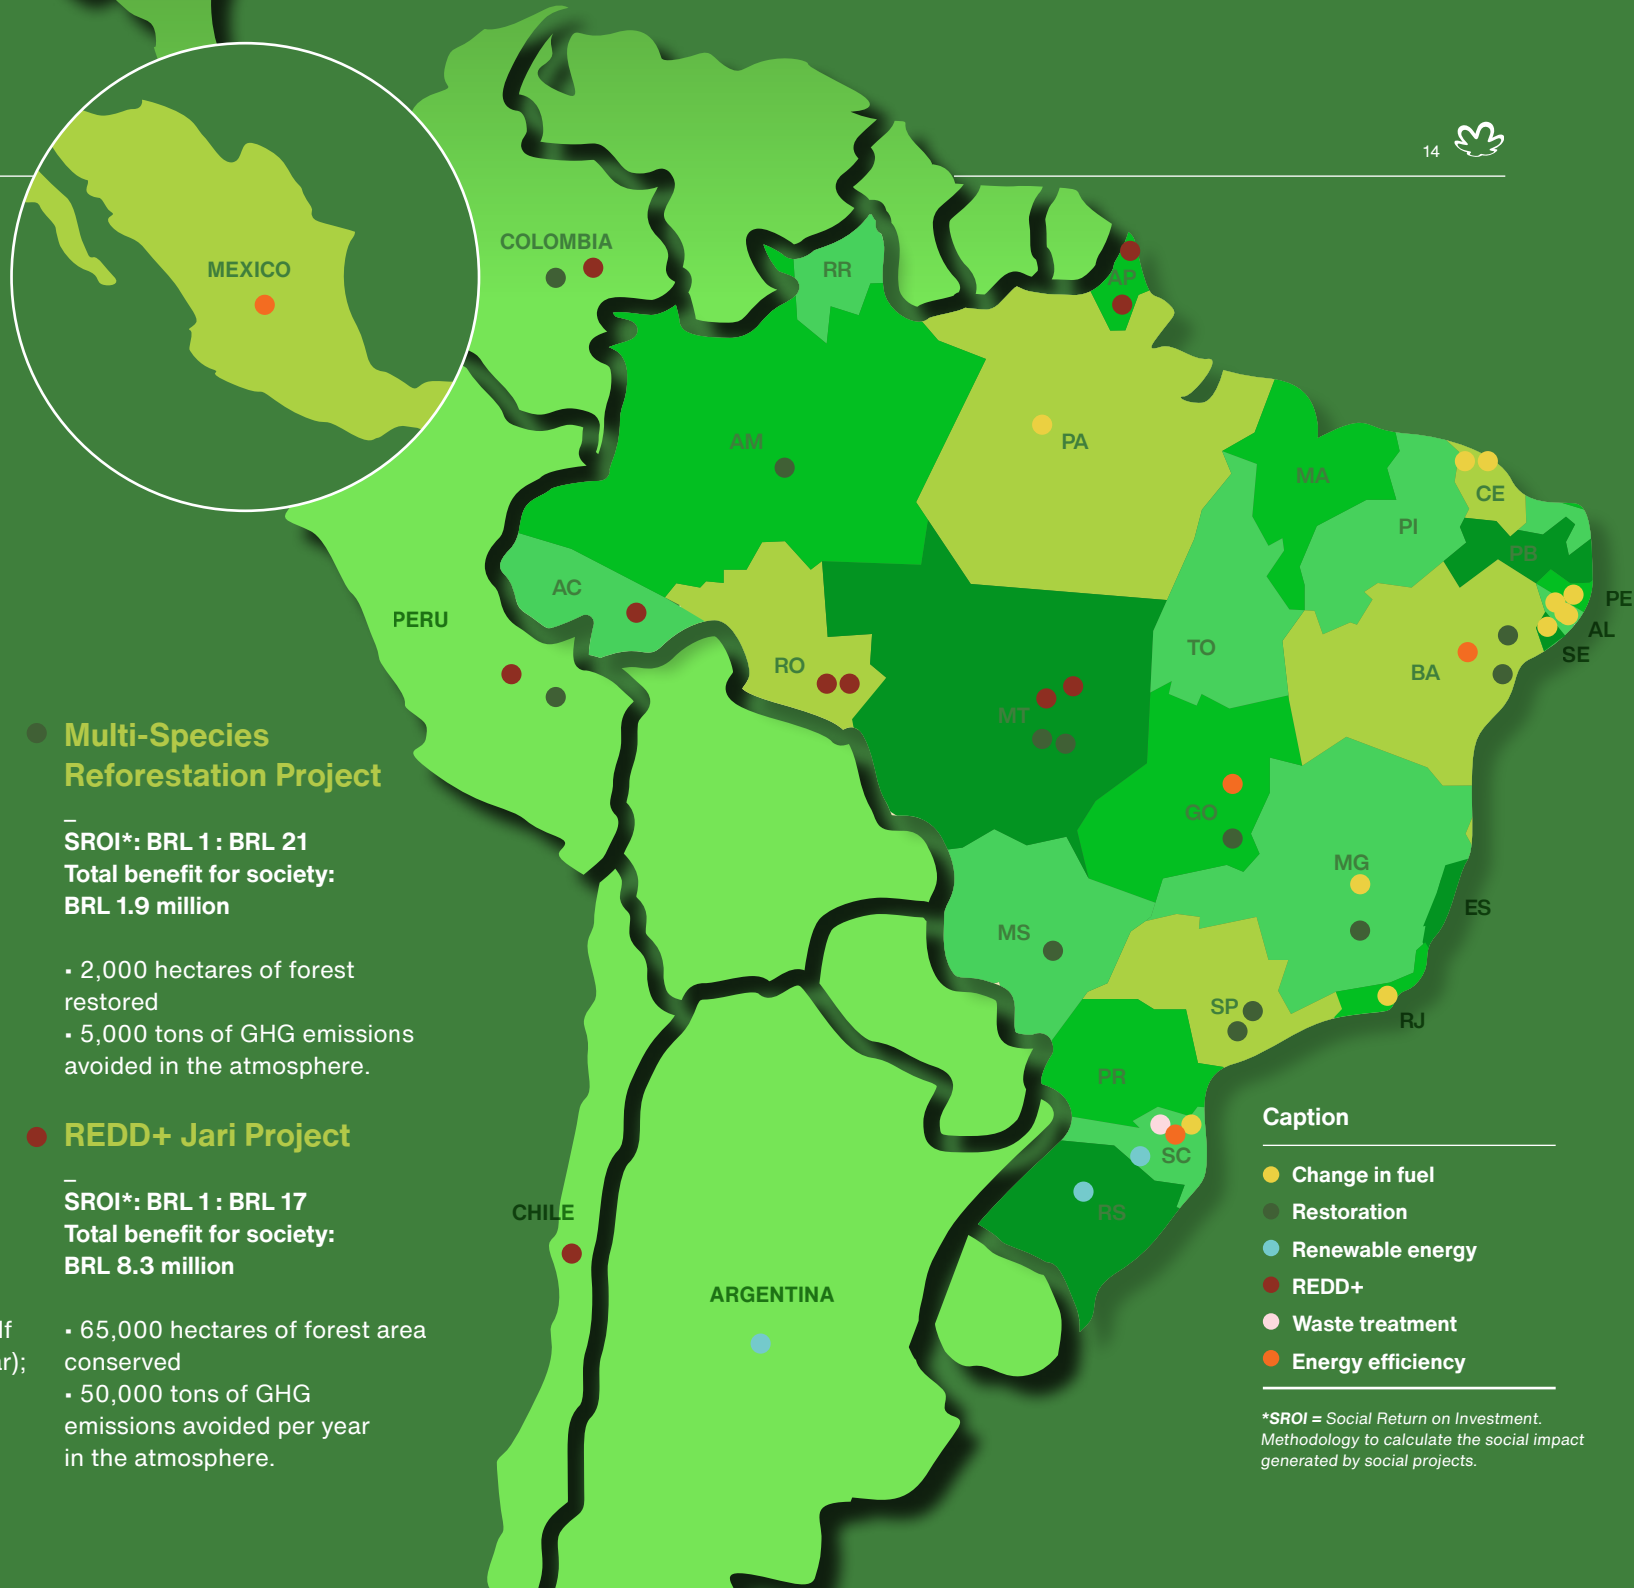 14
MEXICO
COLOMBIA
RR
AP
AM
PA
MA
CE
PI
PB
AC
PE
PERU
AL
TO
SE
RO
BA
MT
GO
MG
ES
MS
SP
RJ
PR
SC
RS
CHILE
ARGENTINA
Multi-Species
Reforestation Project
–
SROI*: BRL 1 : BRL 21
Total benefit for society:
BRL 1.9 million
• 2,000 hectares of forest
restored
• 5,000 tons of GHG emissions
avoided in the atmosphere.
REDD+ Jari Project
–
SROI*: BRL 1 : BRL 17
Total benefit for society:
BRL 8.3 million
• 65,000 hectares of forest area
conserved
• 50,000 tons of GHG
emissions avoided per year
in the atmosphere.
Caption
Change in fuel
Restoration
Renewable energy
REDD+
Waste treatment
Energy efficiency
*SROI = Social Return on Investment.
Methodology to calculate the social impact
generated by social projects.